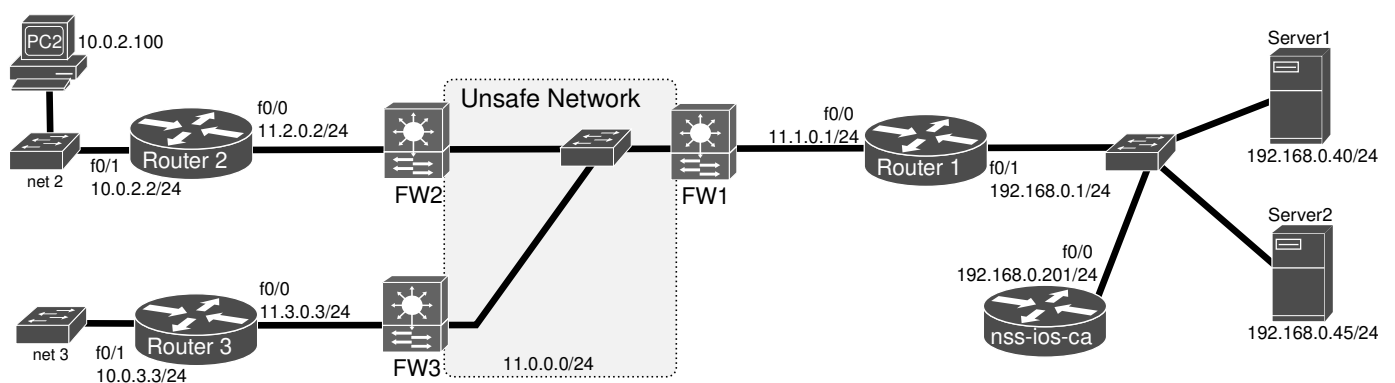 PC2
10.0.2.100
net 2
f0/1
10.0.2.2/24
Router 2
f0/0
11.2.0.2/24
FW2
Unsafe Network
11.0.0.0/24
FW1
f0/0
11.1.0.1/24
Router 1
f0/1
192.168.0.1/24
Server1
192.168.0.40/24
Server2
192.168.0.45/24
f0/0
192.168.0.201/24
nss-ios-ca
net 3
f0/1
10.0.3.3/24
Router 3
f0/0
11.3.0.3/24
FW3